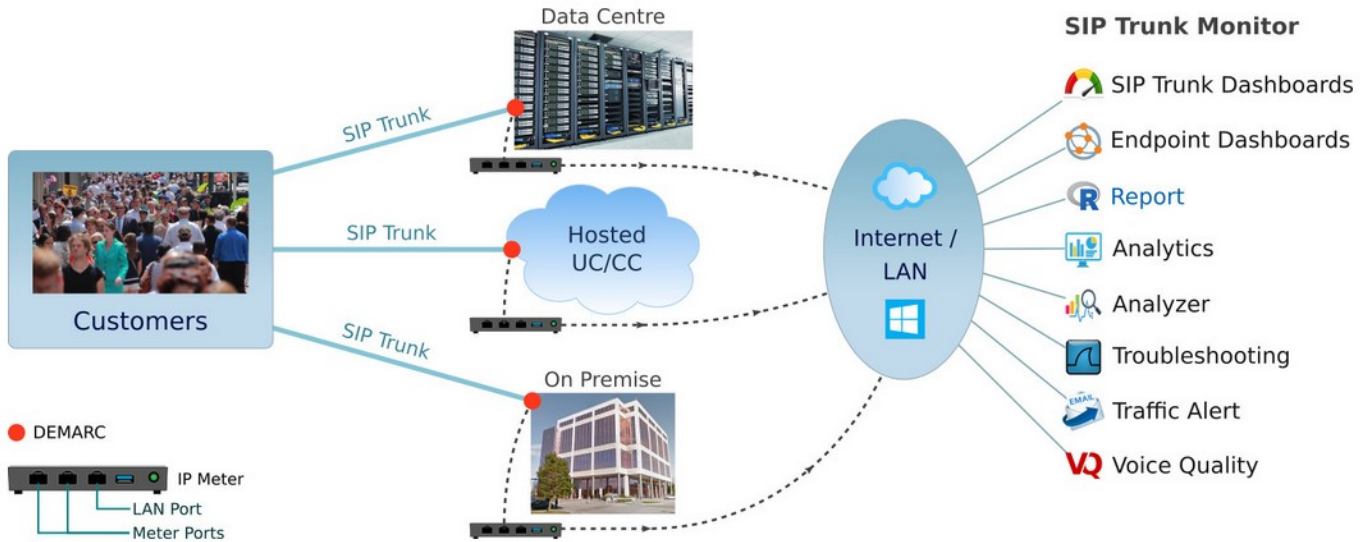 Data Centre
SIP Trunk Monitor
SIP Trunk
SIP Trunk Dashboards
Endpoint Dashboards
Report
SIP Trunk
Hosted
UC/CC
Internet /
LAN
Analytics
Customers
Analyzer
SIP Trunk
Troubleshooting
On Premise
EMAIL
Traffic Alert
DEMARC
VQ
Voice Quality
IP Meter
LAN Port
Meter Ports